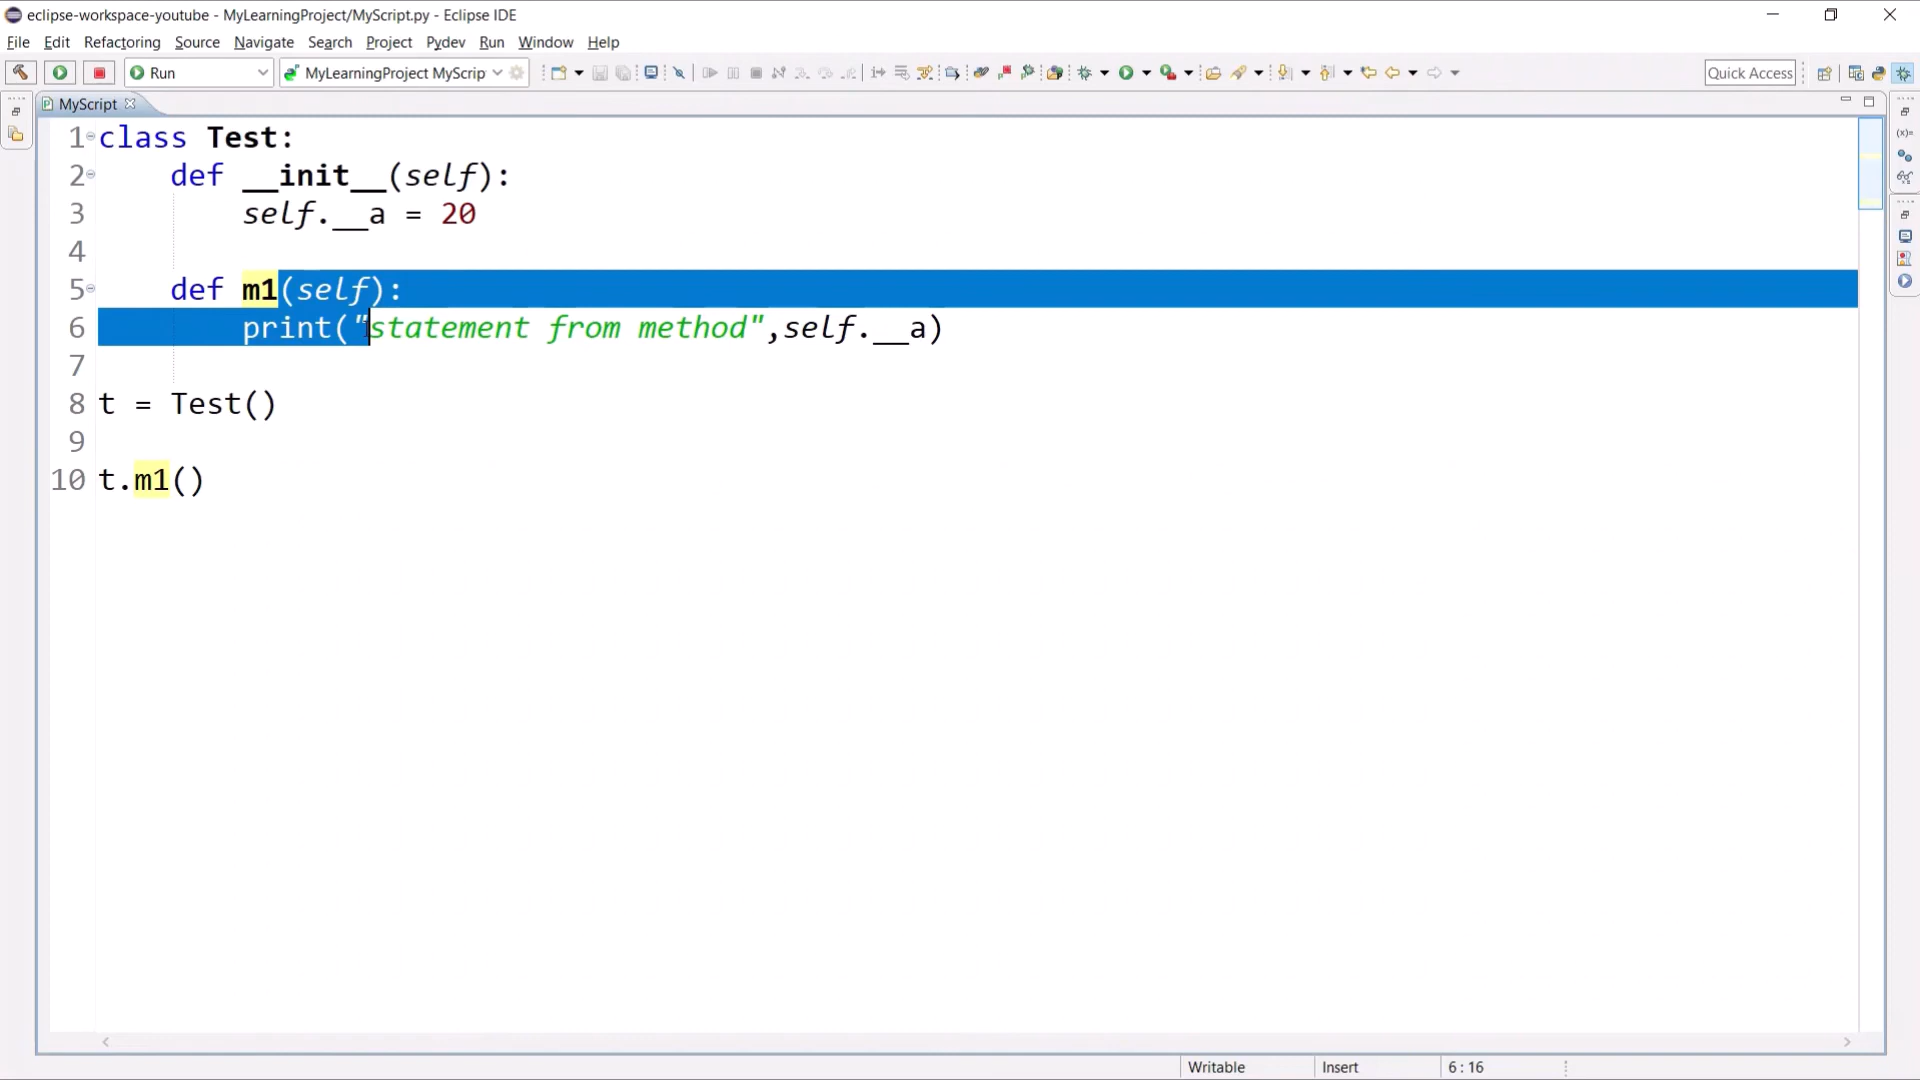 eclipse-workspace-youtube - MyLearningProject/MyScript.py - Eclipse IDE
File Edit Refactoring Source Navigate Search Project Pydev Run Window Help
Run MyLearningProject MyScrip Quick Access
MyScript
1 class Test:
2 def __init__(self):
3 self.__a = 20
4
5 def m1(self):
6 print("statement from method",self.__a)
7
8 t = Test()
9
10 t.m1()
Writable Insert 6 : 16